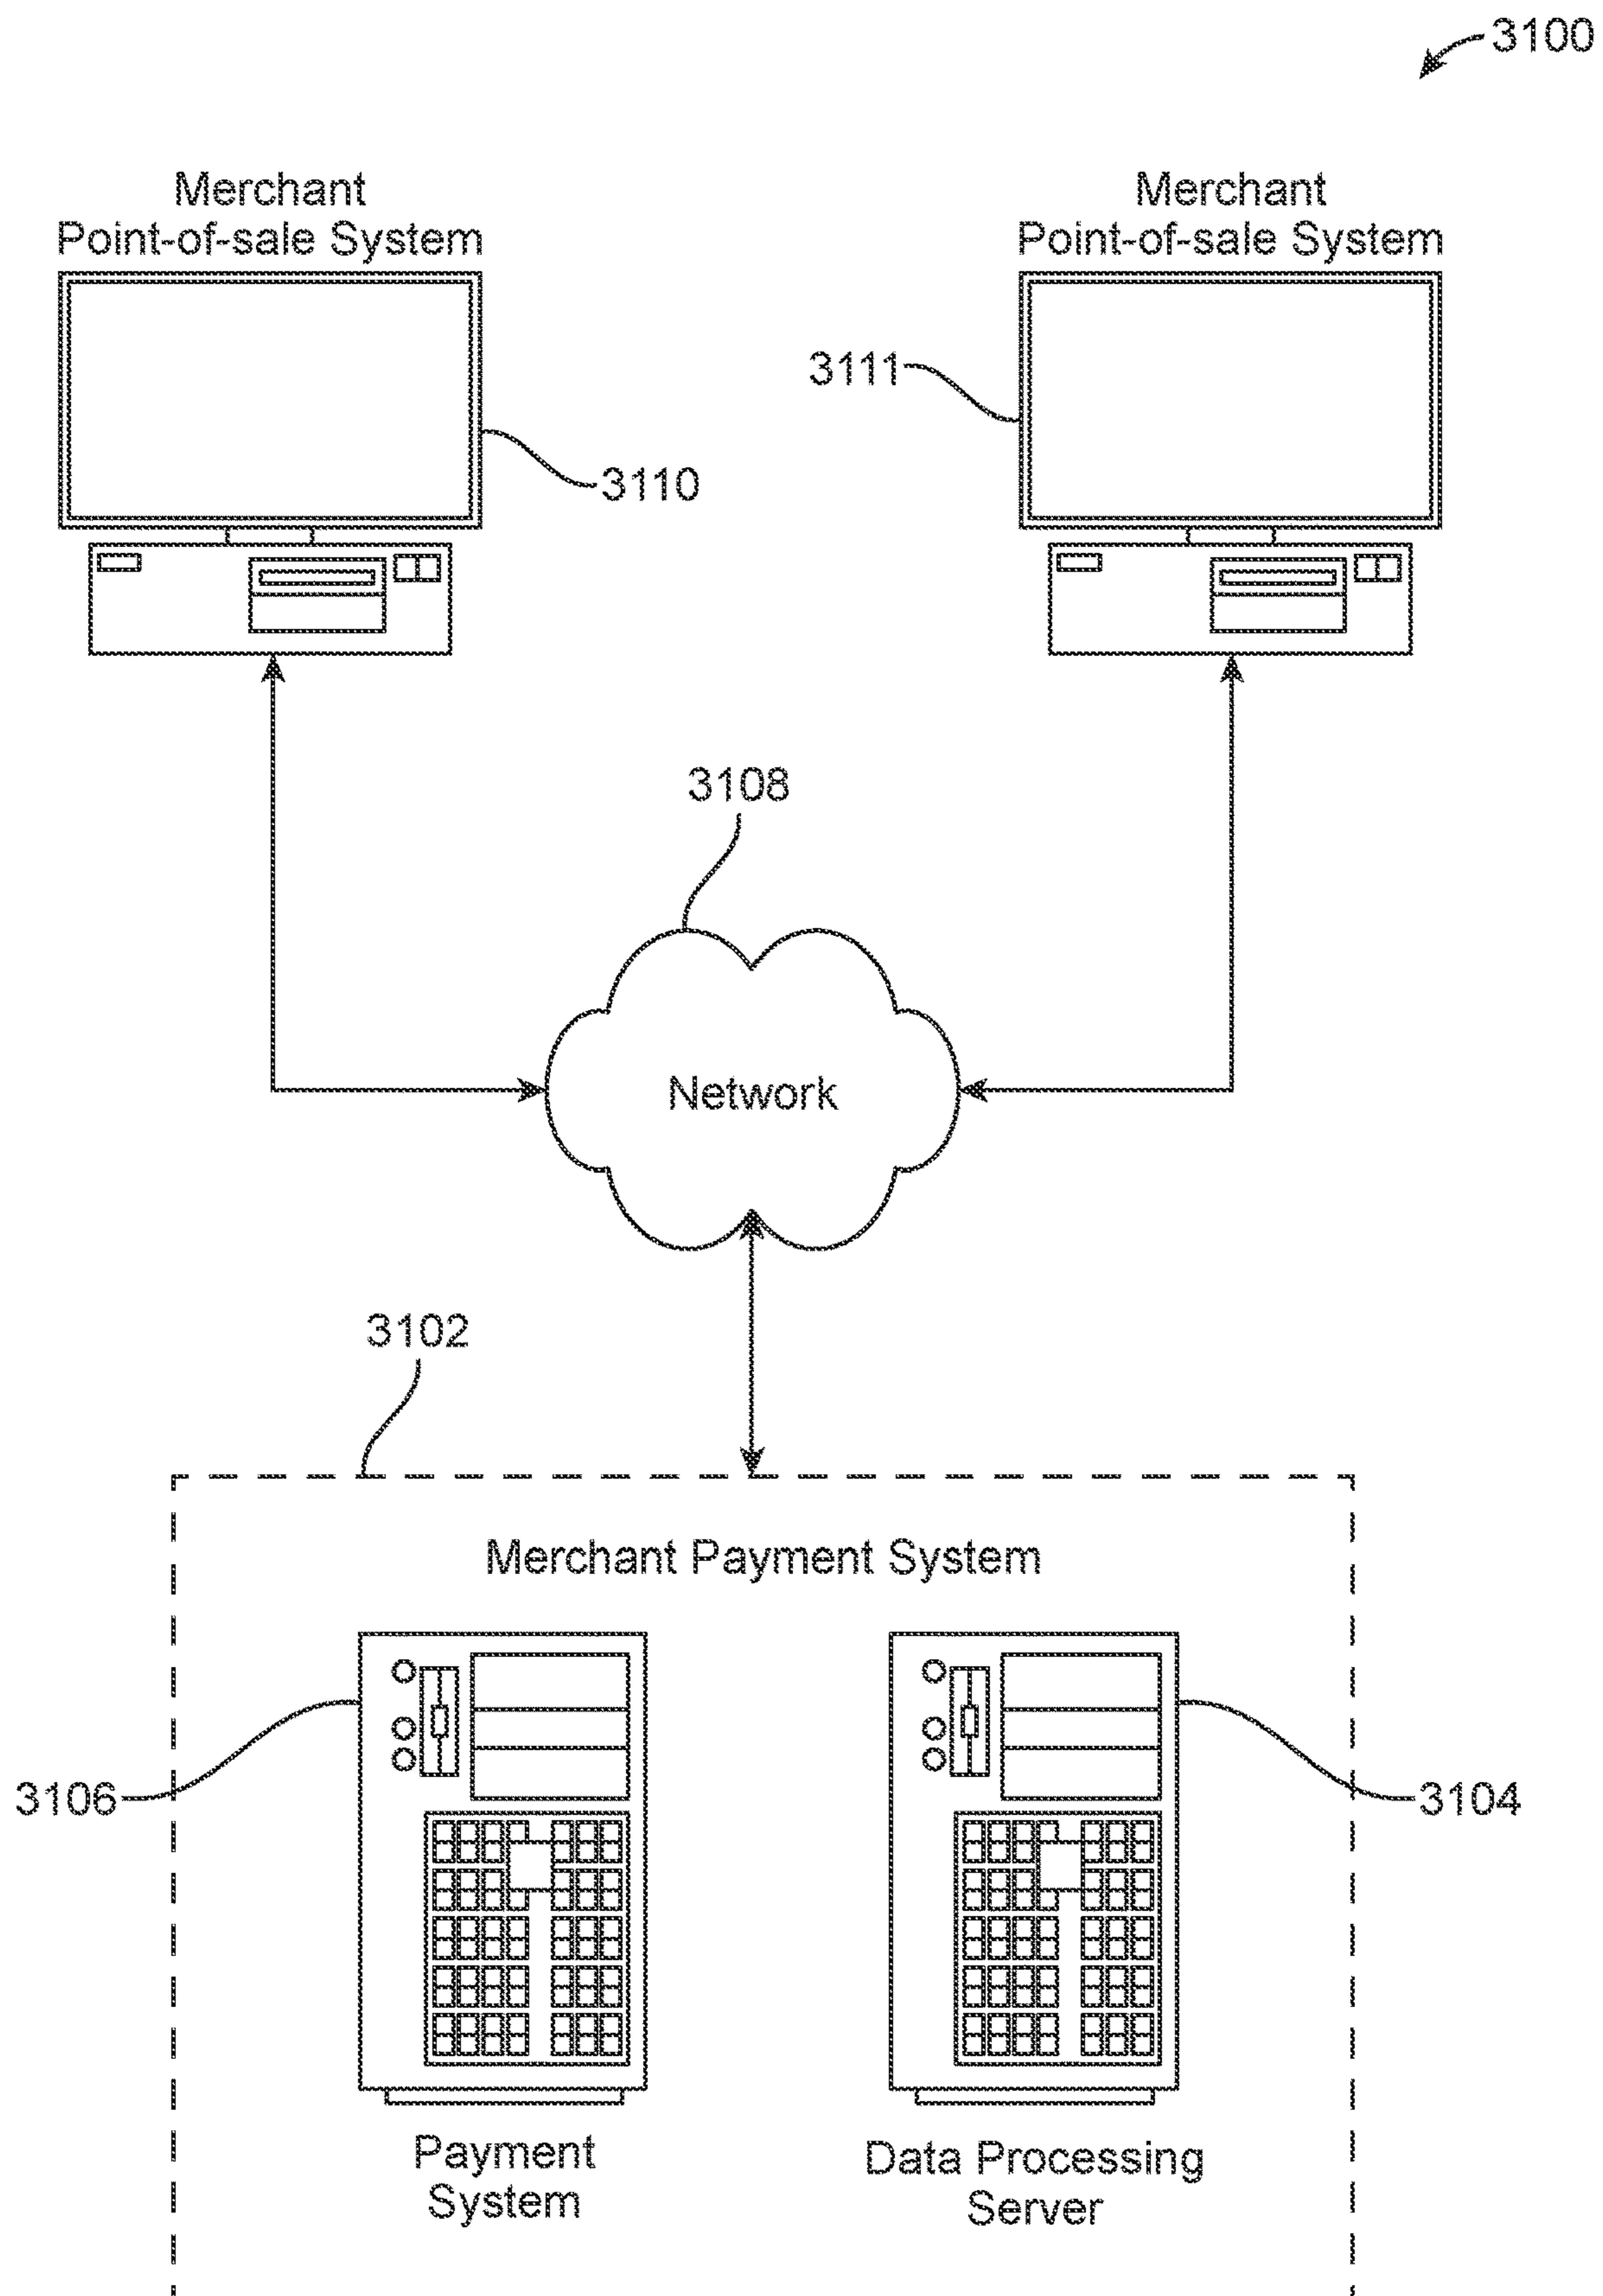 3100
Merchant
Point-of-sale System
Merchant
Point-of-sale System
3111
3110
3108
Network
3102
Merchant Payment System
3106
3104
Payment
System
Data Processing
Server